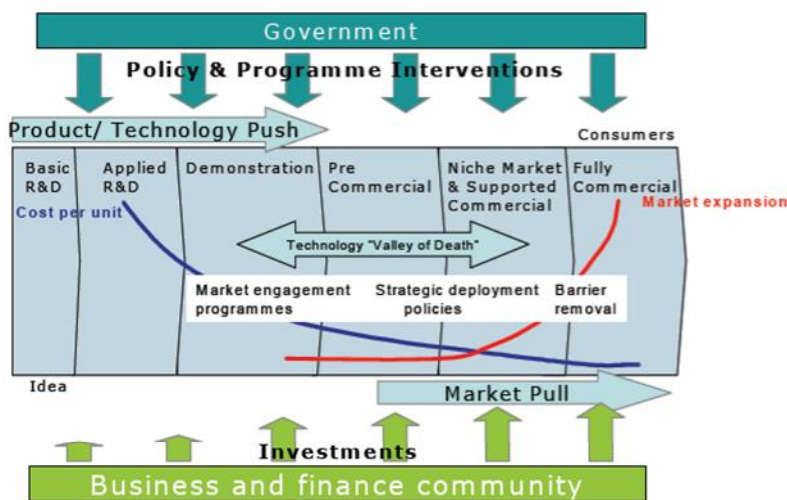 Government
Policy & Programme Interventions
Product/ Technology Push
Consumers
Basic
R&D
Applied
R&D
Demonstration
Pre
Commercial
Niche Market
& Supported
Commercial
Fully
Commercial
Cost per unit
Market expansion
Technology "Valley of Death"
Market engagement
programmes
Strategic deployment
policies
Barrier
removal
Idea
Market Pull
Investments
Business and finance community